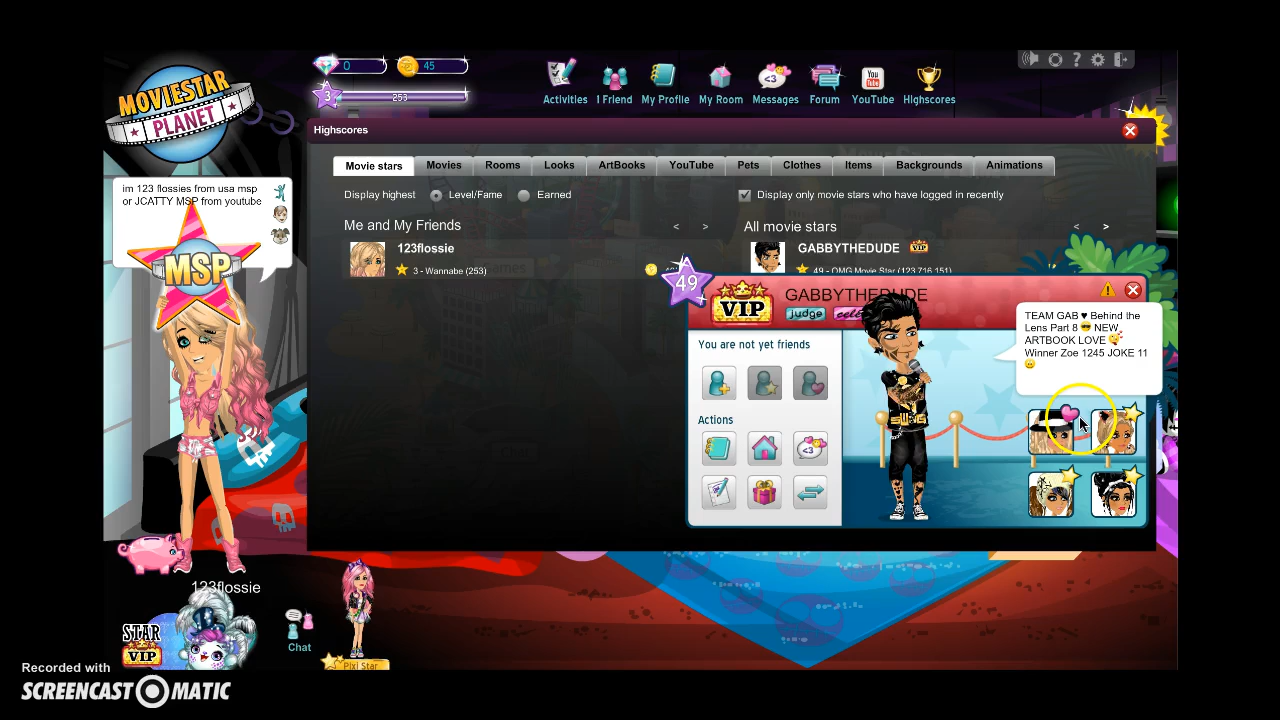 MOVIESTAR
PLANET
0
45
3
253
Activities
1 Friend
My Profile
My Room
Messages
Forum
You
Tube
YouTube
Highscores
Highscores
Movie stars
Movies
Rooms
Looks
ArtBooks
YouTube
Pets
Clothes
Items
Backgrounds
Animations
Display highest
Level/Fame
Earned
Display only movie stars who have logged in recently
Me and My Friends
<
>
All movie stars
<
>
123flossie
3 - Wannabe (253)
GABBYTHEDUDE
VIP
49 - OMG Movie Star (123,716,151)
im 123 flossies from usa msp
or JCATTY MSP from youtube
MSP
49
VIP
GABBYTHEDUDE
judge
TEAM GAB ♥ Behind the
Lens Part 8 😎 NEW
ARTBOOK LOVE 🥰
Winner Zoe 1245 JOKE 11
😐
You are not yet friends
Actions
<3
123flossie
STAR
VIP
Chat
Pixi Star
Recorded with
SCREENCAST MATIC